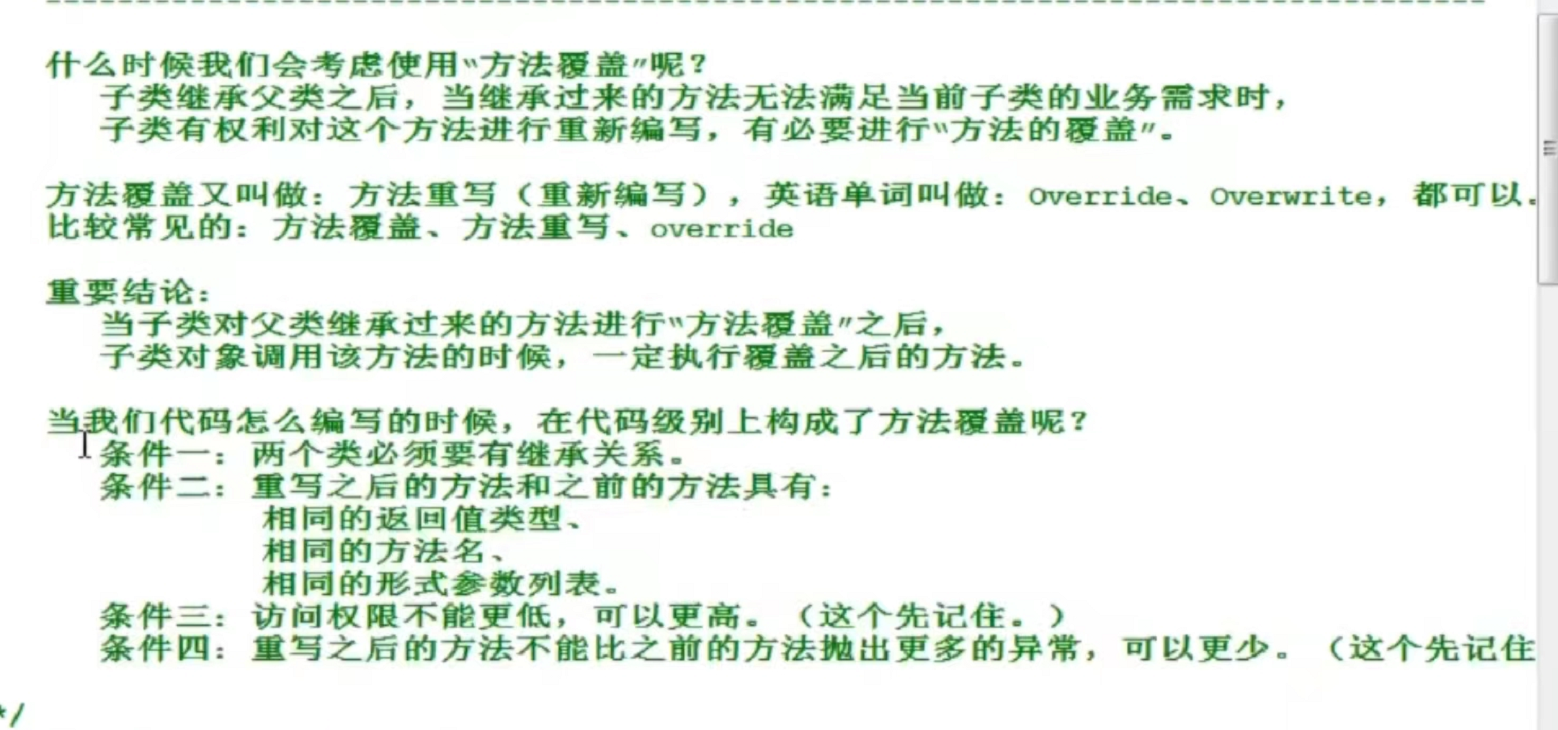 什么时候我们会考虑使用"方法覆盖"呢？
子类继承父类之后，当继承过来的方法无法满足当前子类的业务需求时，
子类有权利对这个方法进行重新编写，有必要进行"方法的覆盖"。
方法覆盖又叫做：方法重写（重新编写），英语单词叫做：Override、Overwrite，都可以。
比较常见的：方法覆盖、方法重写、override
重要结论：
当子类对父类继承过来的方法进行"方法覆盖"之后，
子类对象调用该方法的时候，一定执行覆盖之后的方法。
当我们代码怎么编写的时候，在代码级别上构成了方法覆盖呢？
条件一：两个类必须要有继承关系。
条件二：重写之后的方法和之前的方法具有：
相同的返回值类型、
相同的方法名、
相同的形式参数列表。
条件三：访问权限不能更低，可以更高。（这个先记住。）
条件四：重写之后的方法不能比之前的方法抛出更多的异常，可以更少。（这个先记住
*/